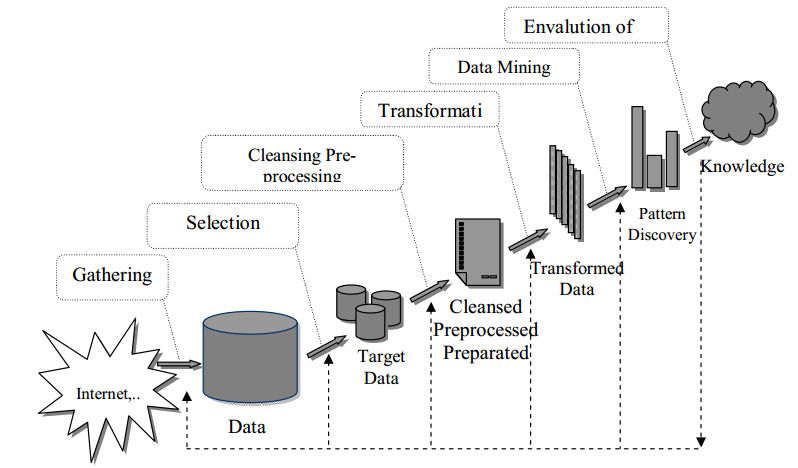 Envalution of
Data Mining
Transformati
Cleansing Pre-
processing
Selection
Gathering
Internet,..
Data
Target
Data
Cleansed
Preprocessed
Preparated
Transformed
Data
Pattern
Discovery
Knowledge